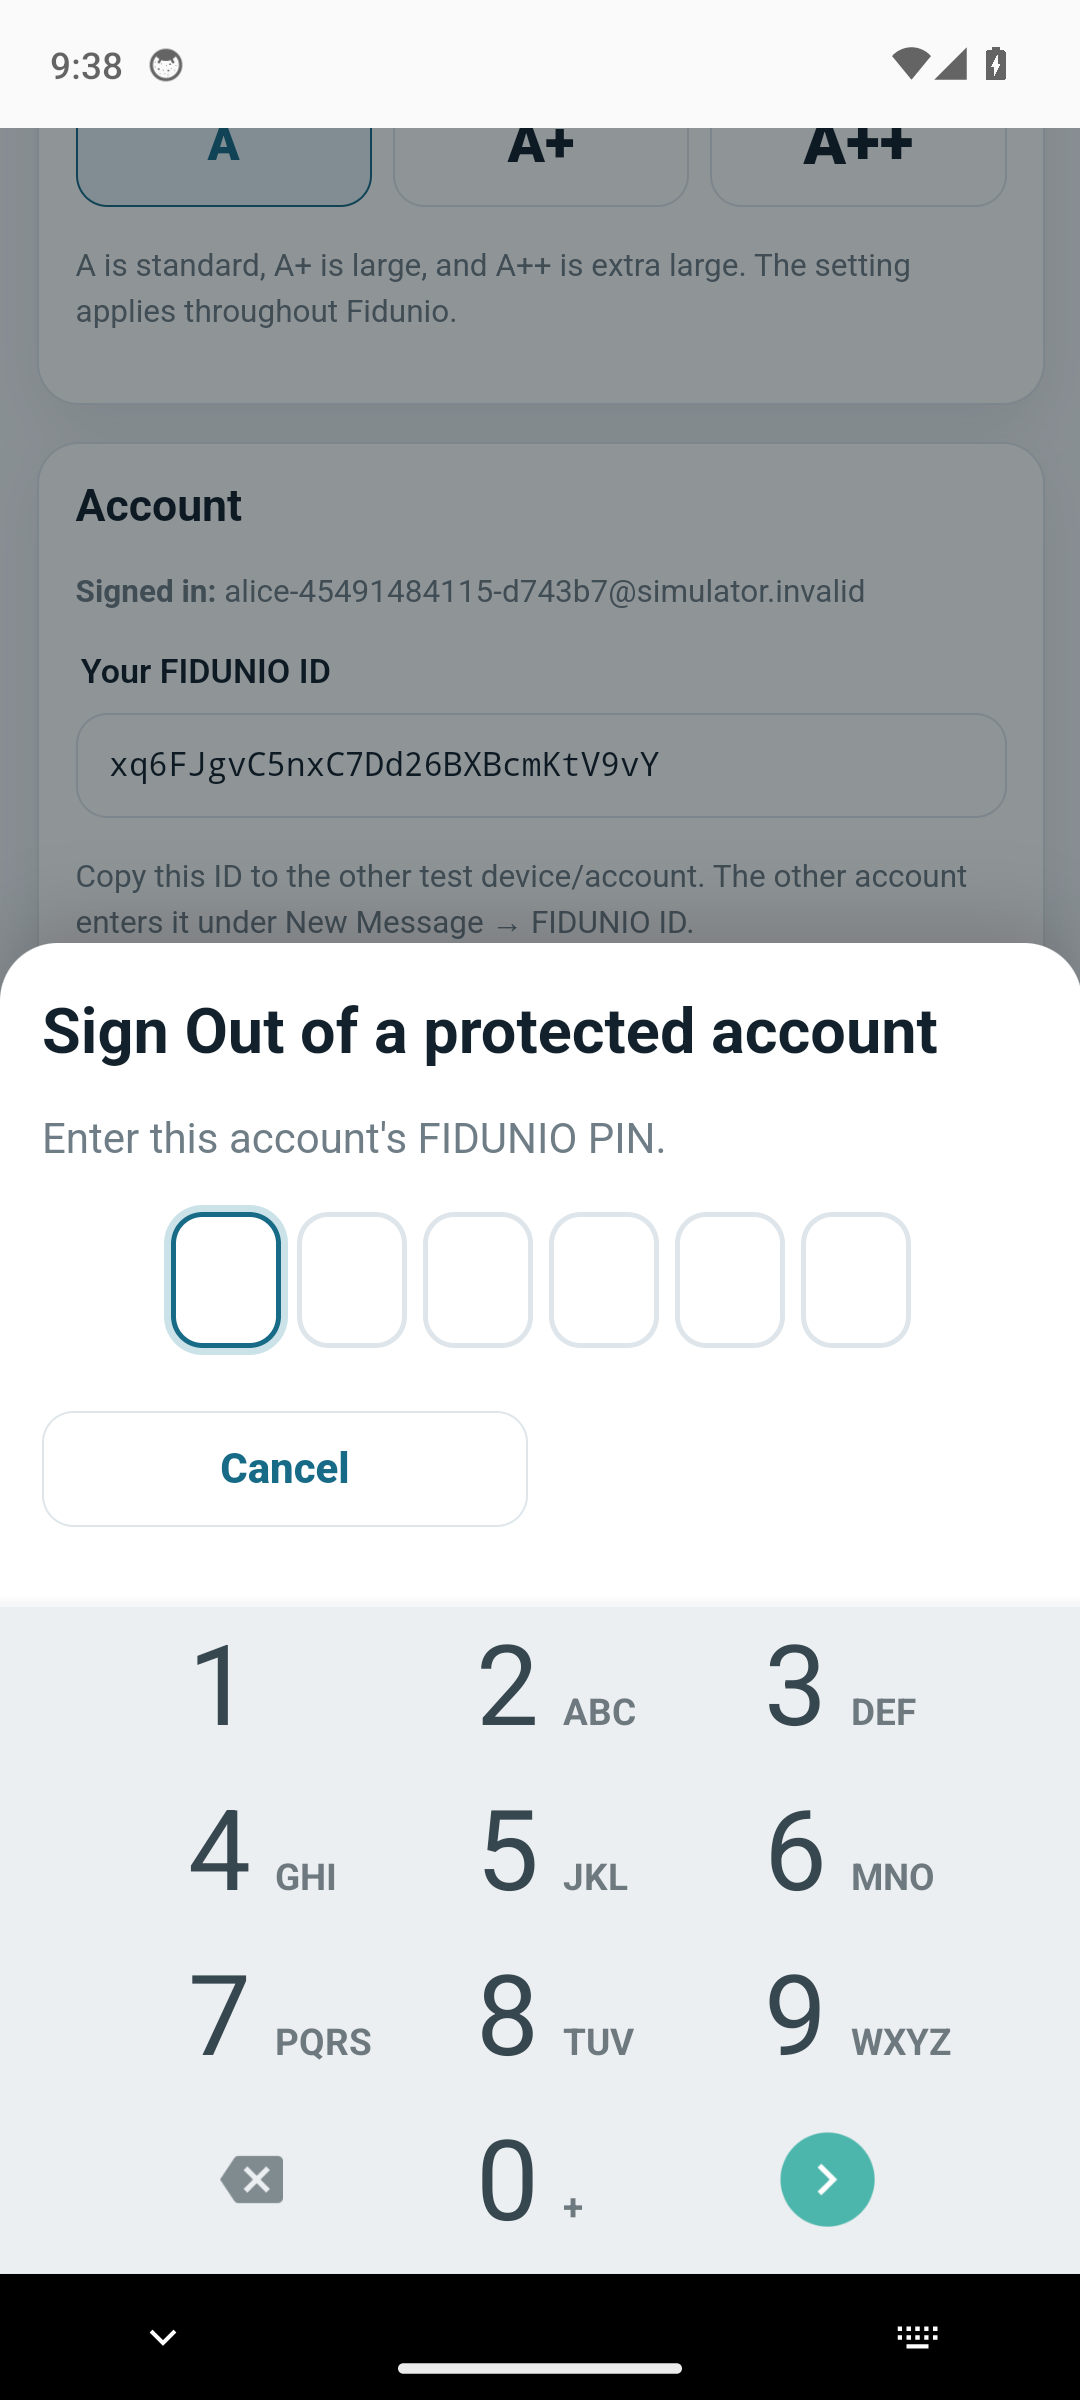 9:38
A A+ A++
A is standard, A+ is large, and A++ is extra large. The setting
applies throughout Fidunio.
Account
Signed in: alice-45491484115-d743b7@simulator.invalid
Your FIDUNIO ID
xq6FJgvC5nxC7Dd26BXBcmKtV9vY
Copy this ID to the other test device/account. The other account
enters it under New Message → FIDUNIO ID.
Sign Out of a protected account
Enter this account's FIDUNIO PIN.
Cancel
1 2 ABC 3 DEF
4 GHI 5 JKL 6 MNO
7 PQRS 8 TUV 9 WXYZ
0 +